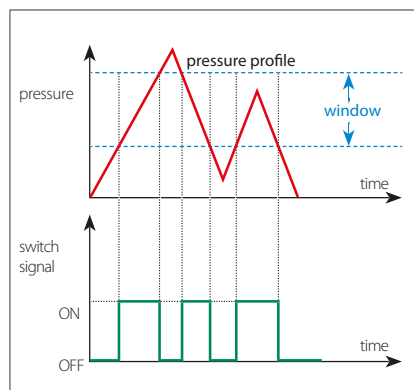 pressure profile
pressure
window
time
switch
signal
ON
time
OFF